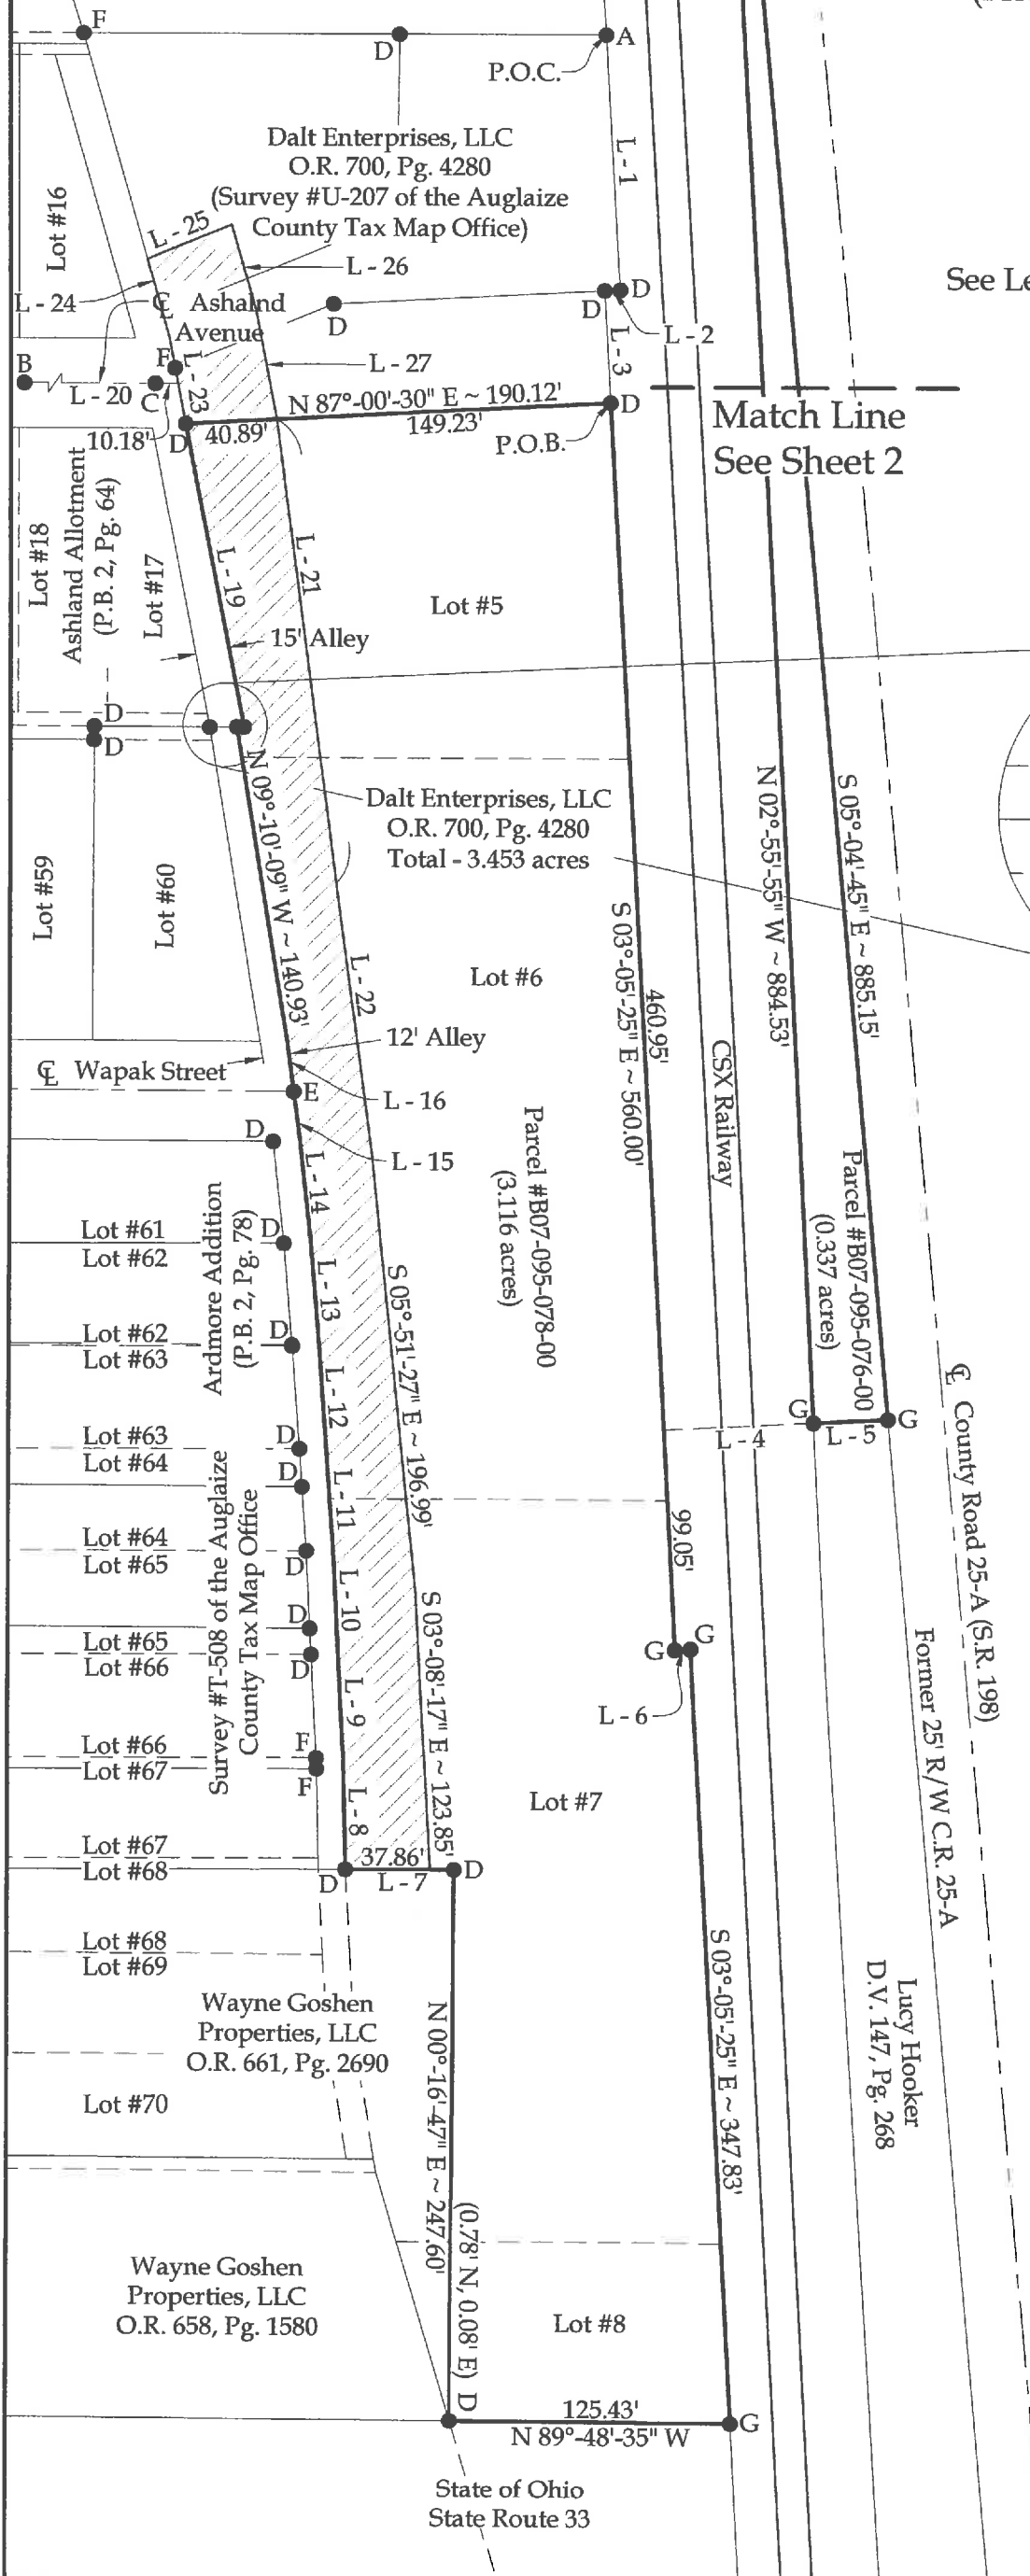 F
D
A
P.O.C.
Dalt Enterprises, LLC
O.R. 700, Pg. 4280
(Survey #U-207 of the Auglaize
County Tax Map Office)
L - 1
Lot #16
L - 25
L - 26
See Le
L - 24
℄ Ashalnd
Avenue
D
D
D
L - 2
L - 3
B
L - 20
C
F
L - 23
L - 27
N 87°-00'-30" E ~ 190.12'
40.89'
149.23'
D
P.O.B.
Match Line
See Sheet 2
10.18'
D
Lot #18
Ashland Allotment
(P.B. 2, Pg. 64)
Lot #17
L - 19
L - 21
Lot #5
15' Alley
D
D
N 09°-10'-09" W ~ 140.93'
Dalt Enterprises, LLC
O.R. 700, Pg. 4280
Total - 3.453 acres
N 02°-55'-55" W ~ 884.53'
S 05°-04'-45" E ~ 885.15'
Lot #59
Lot #60
L - 22
Lot #6
S 03°-05'-25" E ~ 560.00'
460.95'
CSX Railway
12' Alley
℄ Wapak Street
E
L - 16
D
L - 15
L - 14
Parcel #B07-095-078-00
(3.116 acres)
Parcel #B07-095-076-00
(0.337 acres)
Lot #61
Lot #62
D
Ardmore Addition
(P.B. 2, Pg. 78)
L - 13
S 05°-51'-27" E ~ 196.99'
Lot #62
Lot #63
D
L - 12
G
G
L - 4
L - 5
℄ County Road 25-A (S.R. 198)
Lot #63
Lot #64
D
D
Survey #T-508 of the Auglaize
County Tax Map Office
L - 11
99.05'
Lot #64
Lot #65
D
L - 10
S 03°-08'-17" E ~ 123.85'
Lot #65
Lot #66
D
D
G
G
L - 6
Former 25' R/W C.R. 25-A
Lot #66
Lot #67
F
F
L - 9
Lot #7
L - 8
Lot #67
Lot #68
37.86'
D
L - 7
D
Lot #68
Lot #69
Wayne Goshen
Properties, LLC
O.R. 661, Pg. 2690
Lot #70
N 00°-16'-47" E ~ 247.60'
(0.78' N, 0.08' E)
D
S 03°-05'-25" E ~ 347.83'
Lucy Hooker
D.V. 147, Pg. 268
Wayne Goshen
Properties, LLC
O.R. 658, Pg. 1580
Lot #8
125.43'
N 89°-48'-35" W
G
State of Ohio
State Route 33